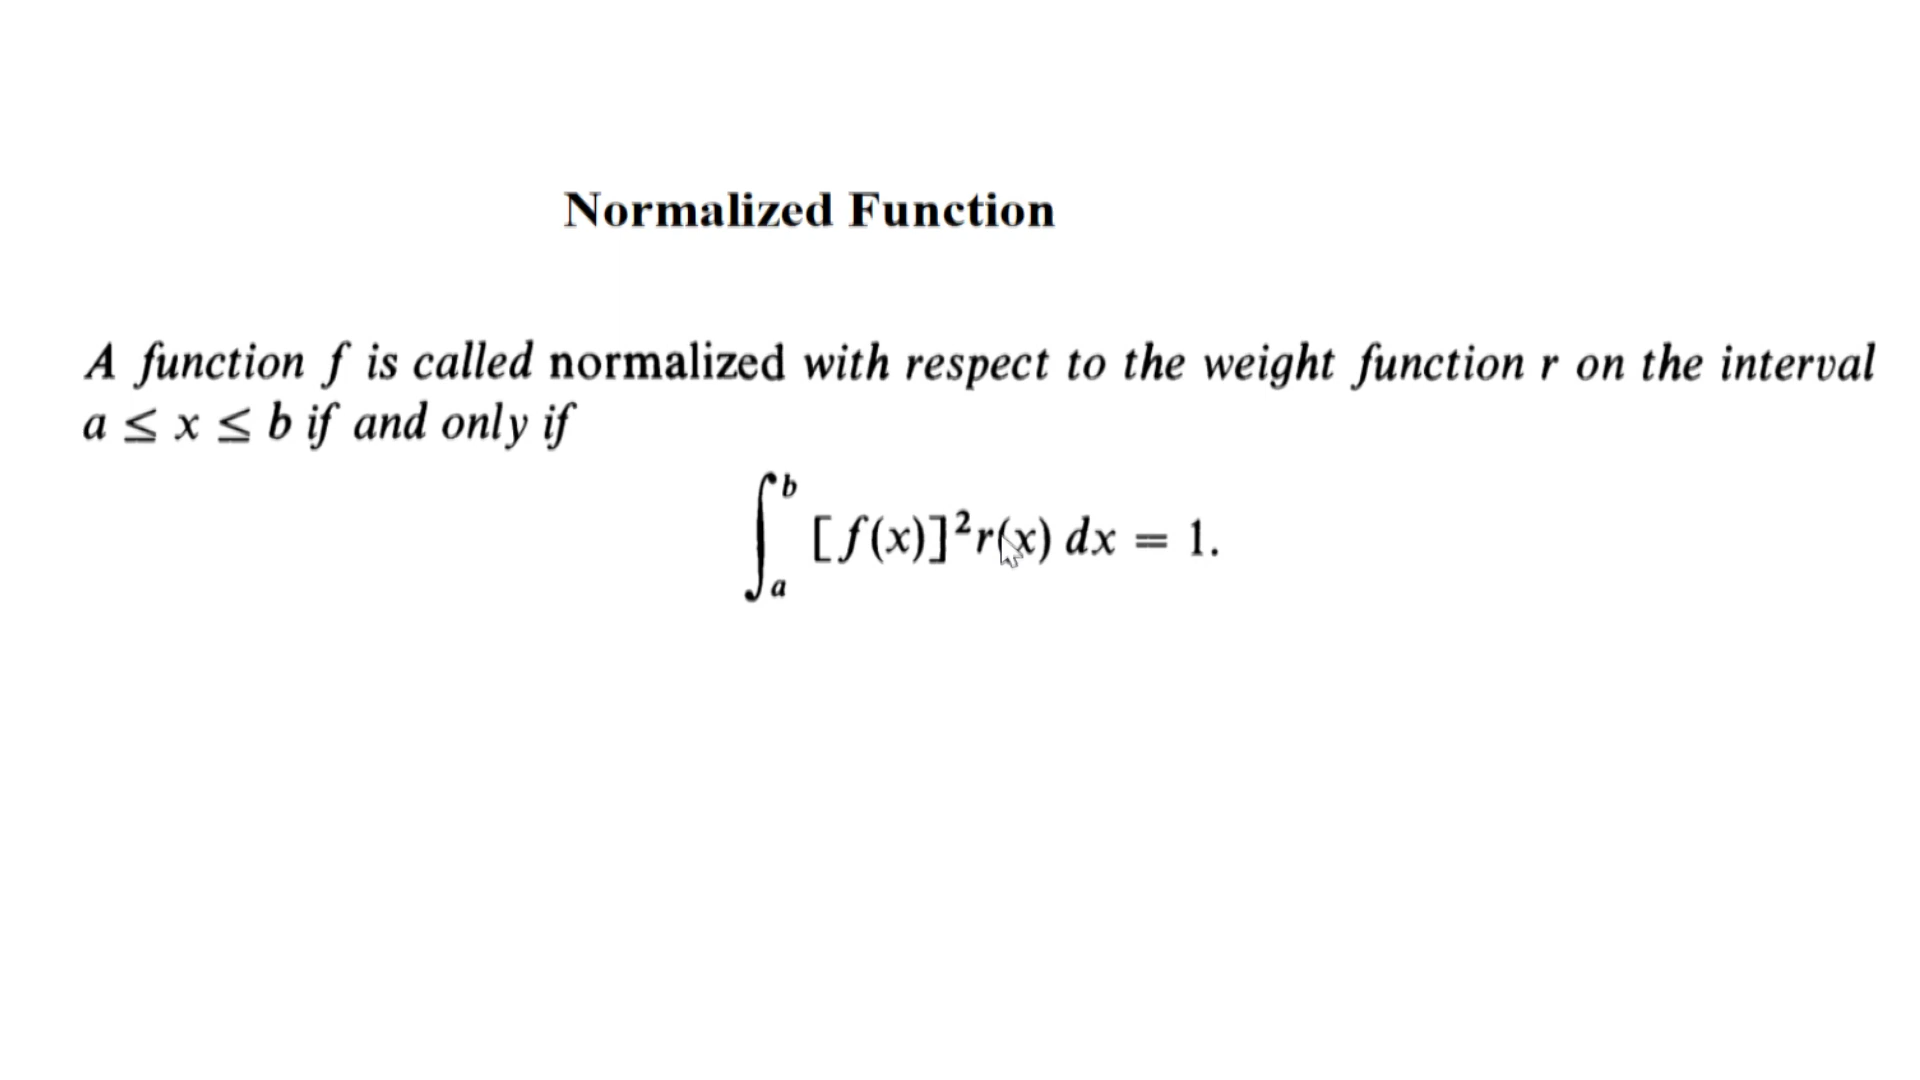 Normalized Function
A function f is called normalized with respect to the weight function r on the interval
a ≦ x ≦ b if and only if
∫ₐᵇ [f(x)]²r(x) dx = 1.